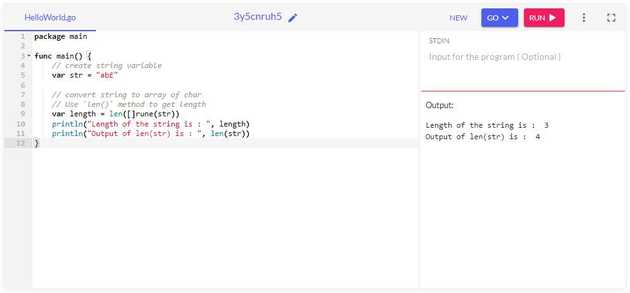 HelloWorld.go
3y5cnruh5
NEW
GO
RUN
STDIN
Input for the program ( Optional )
1 package main
2
3 func main() {
4 // create string variable
5 var str = "ab£"
6
7 // convert string to array of char
8 // Use `len()` method to get length
9 var length = len([]rune(str))
10 println("Length of the string is : ", length)
11 println("Output of len(str) is : ", len(str))
12 }
Output:
Length of the string is :  3
Output of len(str) is :  4